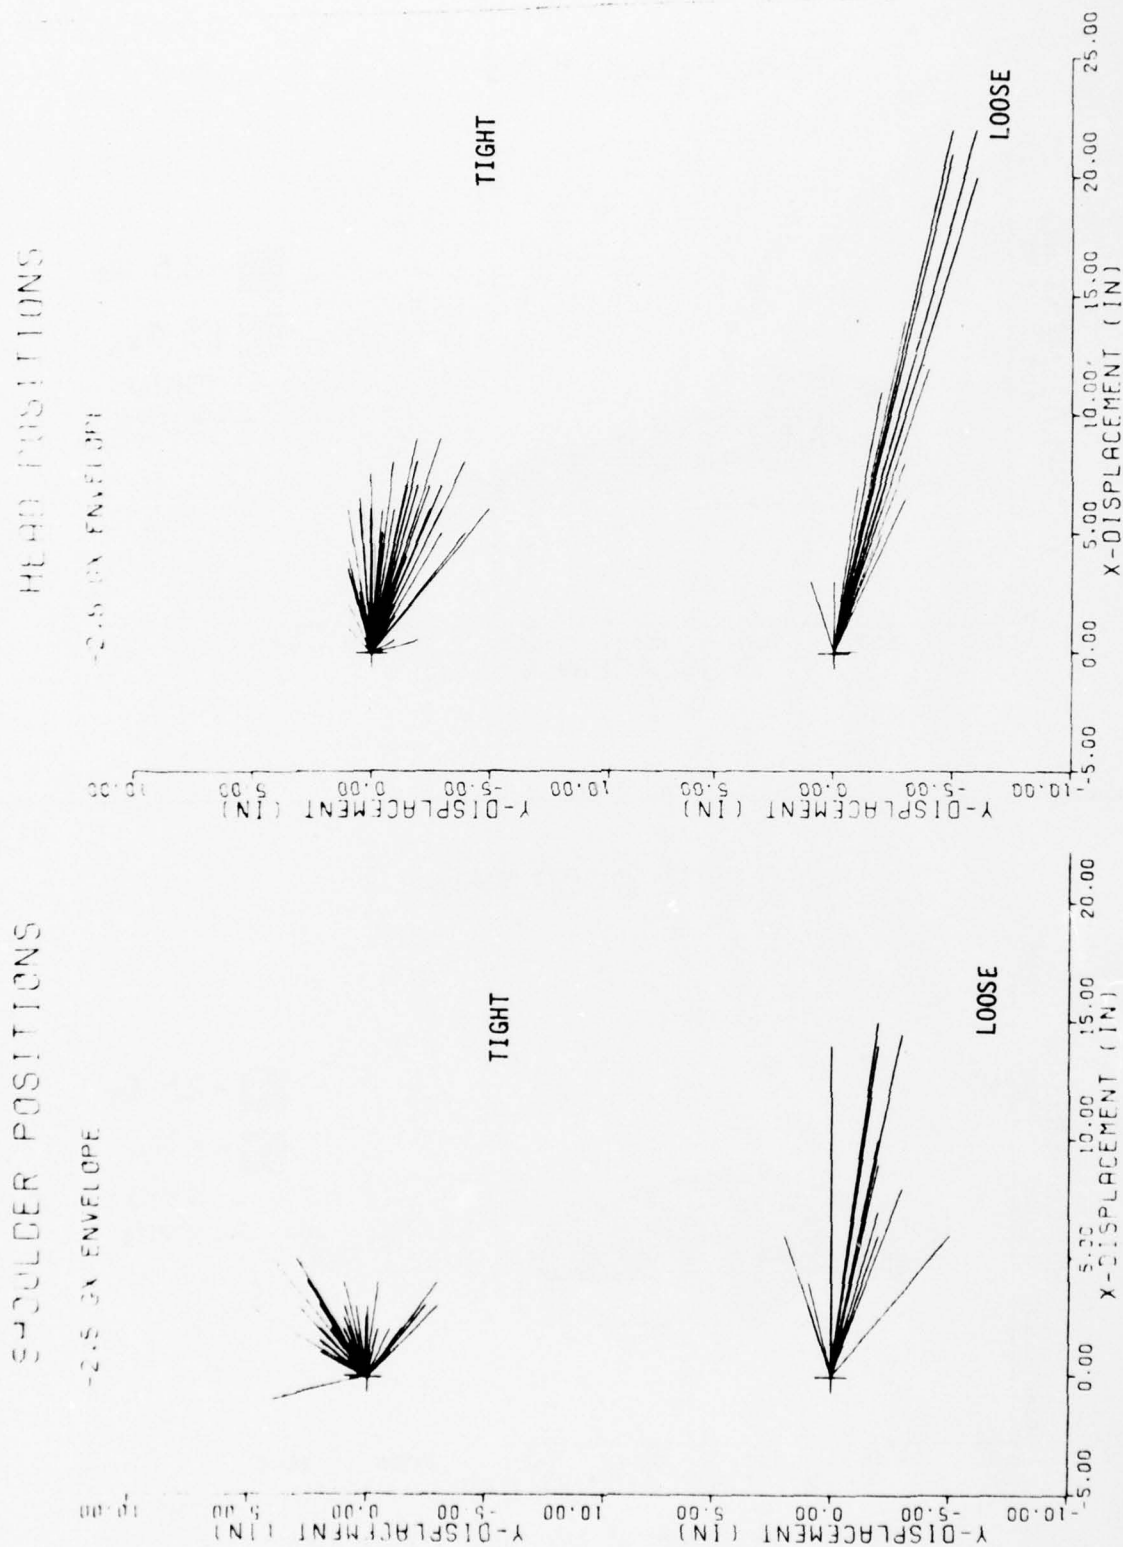 SHOULDER POSITIONS
-2.5 GX ENVELOPE
10.00
5.00
0.00
-5.00
10.00
Y-DISPLACEMENT (IN)
TIGHT
5.00
0.00
-5.00
-10.00
Y-DISPLACEMENT (IN)
LOOSE
-5.00
0.00
5.00
10.00
15.00
20.00
X-DISPLACEMENT (IN)
HEAD POSITIONS
-2.5 GX ENVELOPE
10.00
5.00
0.00
-5.00
10.00
Y-DISPLACEMENT (IN)
TIGHT
5.00
0.00
-5.00
-10.00
Y-DISPLACEMENT (IN)
LOOSE
-5.00
0.00
5.00
10.00
15.00
20.00
25.00
X-DISPLACEMENT (IN)